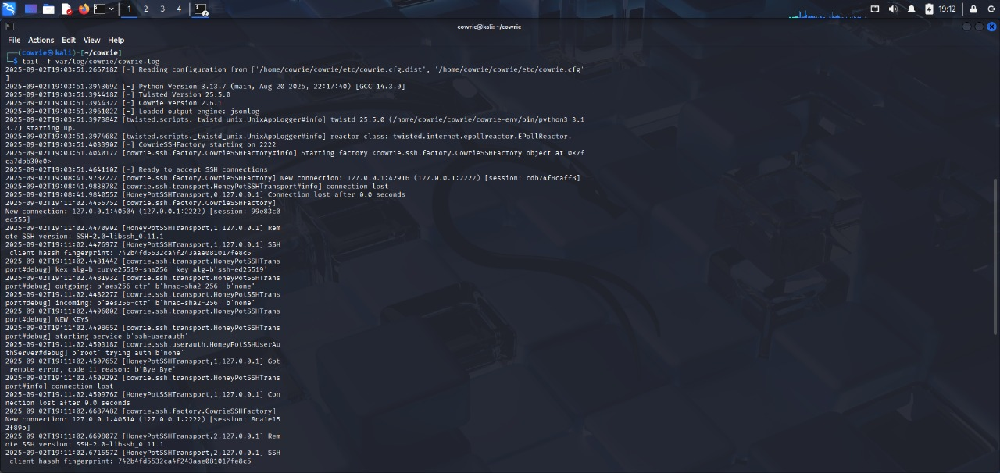 1 2 3 4 2 19:12
cowrie@kali: ~/cowrie
File Actions Edit View Help
┌──(cowrie㉿kali)-[~/cowrie]
└─$ tail -f var/log/cowrie/cowrie.log
2025-09-02T19:03:51.266718Z [-] Reading configuration from ['/home/cowrie/cowrie/etc/cowrie.cfg.dist', '/home/cowrie/cowrie/etc/cowrie.cfg'
]
2025-09-02T19:03:51.394369Z [-] Python Version 3.13.7 (main, Aug 20 2025, 22:17:40) [GCC 14.3.0]
2025-09-02T19:03:51.394418Z [-] Twisted Version 25.5.0
2025-09-02T19:03:51.394432Z [-] Cowrie Version 2.6.1
2025-09-02T19:03:51.396102Z [-] Loaded output engine: jsonlog
2025-09-02T19:03:51.397384Z [twisted.scripts._twistd_unix.UnixAppLogger#info] twistd 25.5.0 (/home/cowrie/cowrie/cowrie-env/bin/python3 3.1
3.7) starting up.
2025-09-02T19:03:51.397468Z [twisted.scripts._twistd_unix.UnixAppLogger#info] reactor class: twisted.internet.epollreactor.EPollReactor.
2025-09-02T19:03:51.403390Z [-] CowrieSSHFactory starting on 2222
2025-09-02T19:03:51.404017Z [cowrie.ssh.factory.CowrieSSHFactory#info] Starting factory <cowrie.ssh.factory.CowrieSSHFactory object at 0×7f
ca7dbb30e0>
2025-09-02T19:03:51.464110Z [-] Ready to accept SSH connections
2025-09-02T19:08:41.978722Z [cowrie.ssh.factory.CowrieSSHFactory] New connection: 127.0.0.1:42916 (127.0.0.1:2222) [session: cdb74f8caff8]
2025-09-02T19:08:41.983878Z [cowrie.ssh.transport.HoneyPotSSHTransport#info] connection lost
2025-09-02T19:08:41.984055Z [HoneyPotSSHTransport,0,127.0.0.1] Connection lost after 0.0 seconds
2025-09-02T19:11:02.445575Z [cowrie.ssh.factory.CowrieSSHFactory]
New connection: 127.0.0.1:40504 (127.0.0.1:2222) [session: 99e83c0
ec555]
2025-09-02T19:11:02.447090Z [HoneyPotSSHTransport,1,127.0.0.1] Rem
ote SSH version: SSH-2.0-libssh_0.11.1
2025-09-02T19:11:02.447697Z [HoneyPotSSHTransport,1,127.0.0.1] SSH
 client hassh fingerprint: 742b4fd5532ca4f243aae081017fe8c5
2025-09-02T19:11:02.448144Z [cowrie.ssh.transport.HoneyPotSSHTrans
port#debug] kex alg=b'curve25519-sha256' key alg=b'ssh-ed25519'
2025-09-02T19:11:02.448193Z [cowrie.ssh.transport.HoneyPotSSHTrans
port#debug] outgoing: b'aes256-ctr' b'hmac-sha2-256' b'none'
2025-09-02T19:11:02.448227Z [cowrie.ssh.transport.HoneyPotSSHTrans
port#debug] incoming: b'aes256-ctr' b'hmac-sha2-256' b'none'
2025-09-02T19:11:02.449600Z [cowrie.ssh.transport.HoneyPotSSHTrans
port#debug] NEW KEYS
2025-09-02T19:11:02.449865Z [cowrie.ssh.transport.HoneyPotSSHTrans
port#debug] starting service b'ssh-userauth'
2025-09-02T19:11:02.450318Z [cowrie.ssh.userauth.HoneyPotSSHUserAu
thServer#debug] b'root' trying auth b'none'
2025-09-02T19:11:02.450765Z [HoneyPotSSHTransport,1,127.0.0.1] Got
 remote error, code 11 reason: b'Bye Bye'
2025-09-02T19:11:02.450929Z [cowrie.ssh.transport.HoneyPotSSHTrans
port#info] connection lost
2025-09-02T19:11:02.450976Z [HoneyPotSSHTransport,1,127.0.0.1] Con
nection lost after 0.0 seconds
2025-09-02T19:11:02.668748Z [cowrie.ssh.factory.CowrieSSHFactory]
New connection: 127.0.0.1:40514 (127.0.0.1:2222) [session: 8ca1e15
2f89b]
2025-09-02T19:11:02.669807Z [HoneyPotSSHTransport,2,127.0.0.1] Rem
ote SSH version: SSH-2.0-libssh_0.11.1
2025-09-02T19:11:02.671557Z [HoneyPotSSHTransport,2,127.0.0.1] SSH
 client hassh fingerprint: 742b4fd5532ca4f243aae081017fe8c5